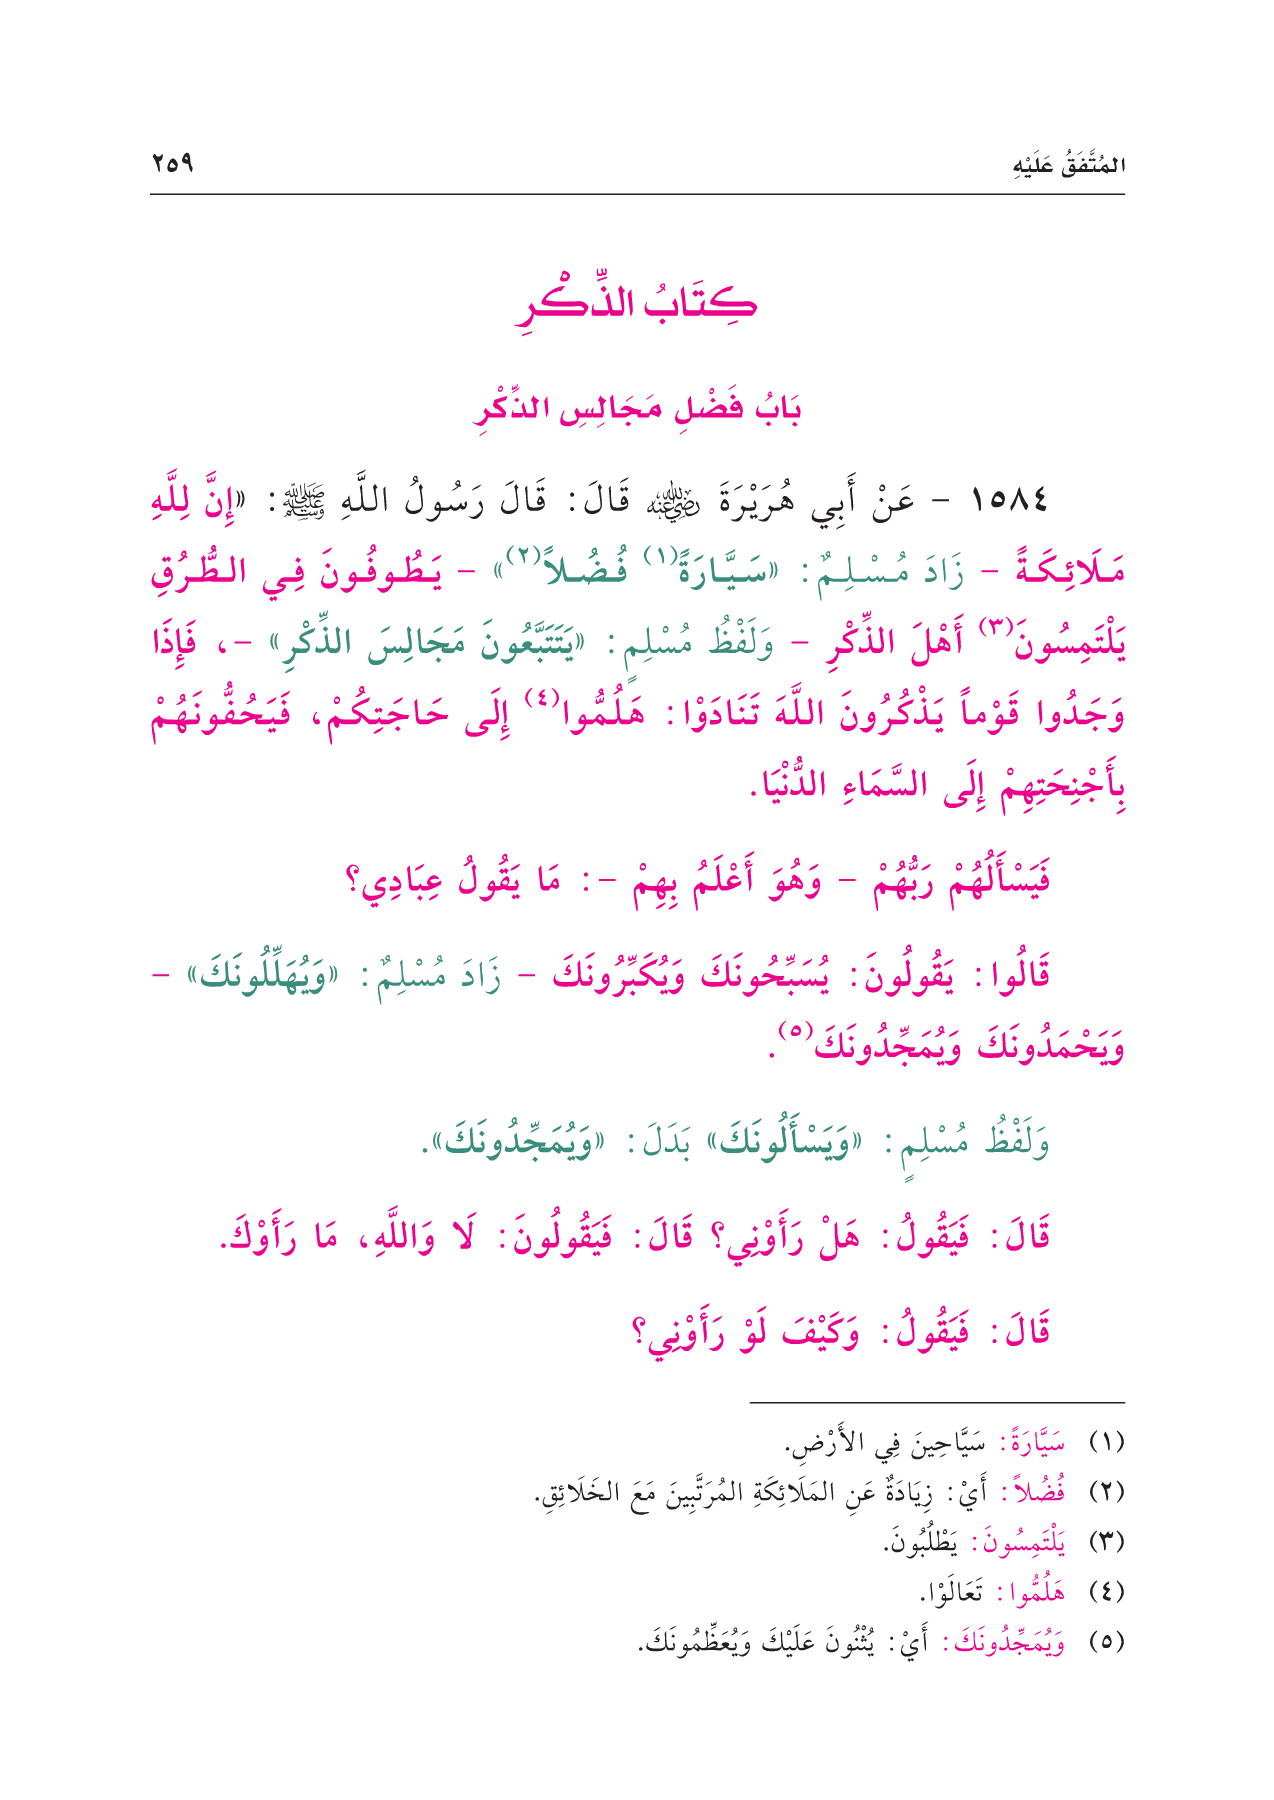 المُتَّفَقُ عَلَيْهِ ٢٥٩
كِتَابُ الذِّكْرِ
بَابُ فَضْلِ مَجَالِسِ الذِّكْرِ
١٥٨٤ - عَنْ أَبِي هُرَيْرَةَ ﵁ قَالَ: قَالَ رَسُولُ اللَّهِ ﷺ: «إِنَّ لِلَّهِ
مَلَائِكَةً - زَادَ مُسْلِمٌ: «سَيَّارَةً(١) فُضُلاً(٢)» - يَطُوفُونَ فِي الطُّرُقِ
يَلْتَمِسُونَ(٣) أَهْلَ الذِّكْرِ - وَلَفْظُ مُسْلِمٍ: «يَتَتَبَّعُونَ مَجَالِسَ الذِّكْرِ» -، فَإِذَا
وَجَدُوا قَوْماً يَذْكُرُونَ اللَّهَ تَنَادَوْا: هَلُمُّوا(٤) إِلَى حَاجَتِكُمْ، فَيَحُفُّونَهُمْ
بِأَجْنِحَتِهِمْ إِلَى السَّمَاءِ الدُّنْيَا.
فَيَسْأَلُهُمْ رَبُّهُمْ - وَهُوَ أَعْلَمُ بِهِمْ -: مَا يَقُولُ عِبَادِي؟
قَالُوا: يَقُولُونَ: يُسَبِّحُونَكَ وَيُكَبِّرُونَكَ - زَادَ مُسْلِمٌ: «وَيُهَلِّلُونَكَ» -
وَيَحْمَدُونَكَ وَيُمَجِّدُونَكَ(٥).
وَلَفْظُ مُسْلِمٍ: «وَيَسْأَلُونَكَ» بَدَلَ: «وَيُمَجِّدُونَكَ».
قَالَ: فَيَقُولُ: هَلْ رَأَوْنِي؟ قَالَ: فَيَقُولُونَ: لَا وَاللَّهِ، مَا رَأَوْكَ.
قَالَ: فَيَقُولُ: وَكَيْفَ لَوْ رَأَوْنِي؟
(١) سَيَّارَةً: سَيَّاحِينَ فِي الأَرْضِ.
(٢) فُضُلاً: أَيْ: زِيَادَةٌ عَنِ المَلَائِكَةِ المُرَتَّبِينَ مَعَ الخَلَائِقِ.
(٣) يَلْتَمِسُونَ: يَطْلُبُونَ.
(٤) هَلُمُّوا: تَعَالَوْا.
(٥) وَيُمَجِّدُونَكَ: أَيْ: يُثْنُونَ عَلَيْكَ وَيُعَظِّمُونَكَ.